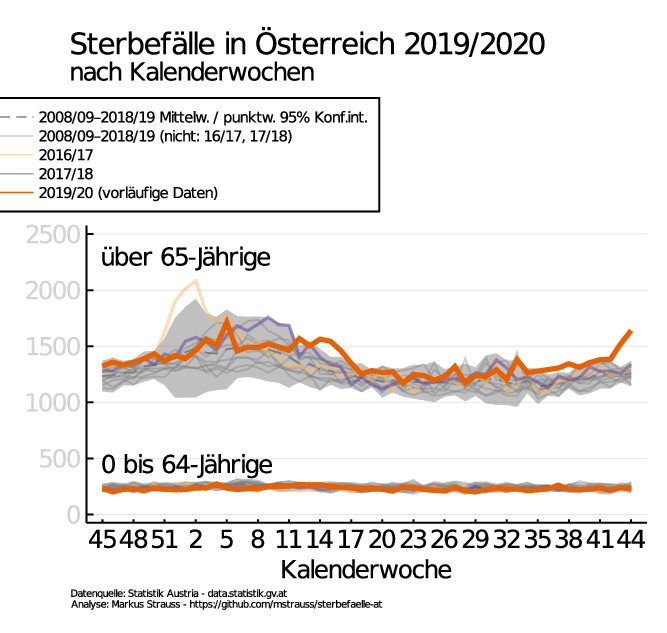 Sterbefälle in Österreich 2019/2020
nach Kalenderwochen
2008/09–2018/19 Mittelw. / punktw. 95% Konf.int.
2008/09–2018/19 (nicht: 16/17, 17/18)
2016/17
2017/18
2019/20 (vorläufige Daten)
2500
über 65-Jährige
2000
1500
1000
500
0 bis 64-Jährige
0
45 48 51 2 5 8 11 14 17 20 23 26 29 32 35 38 41 44
Kalenderwoche
Datenquelle: Statistik Austria - data.statistik.gv.at
Analyse: Markus Strauss - https://github.com/mstrauss/sterbefaelle-at